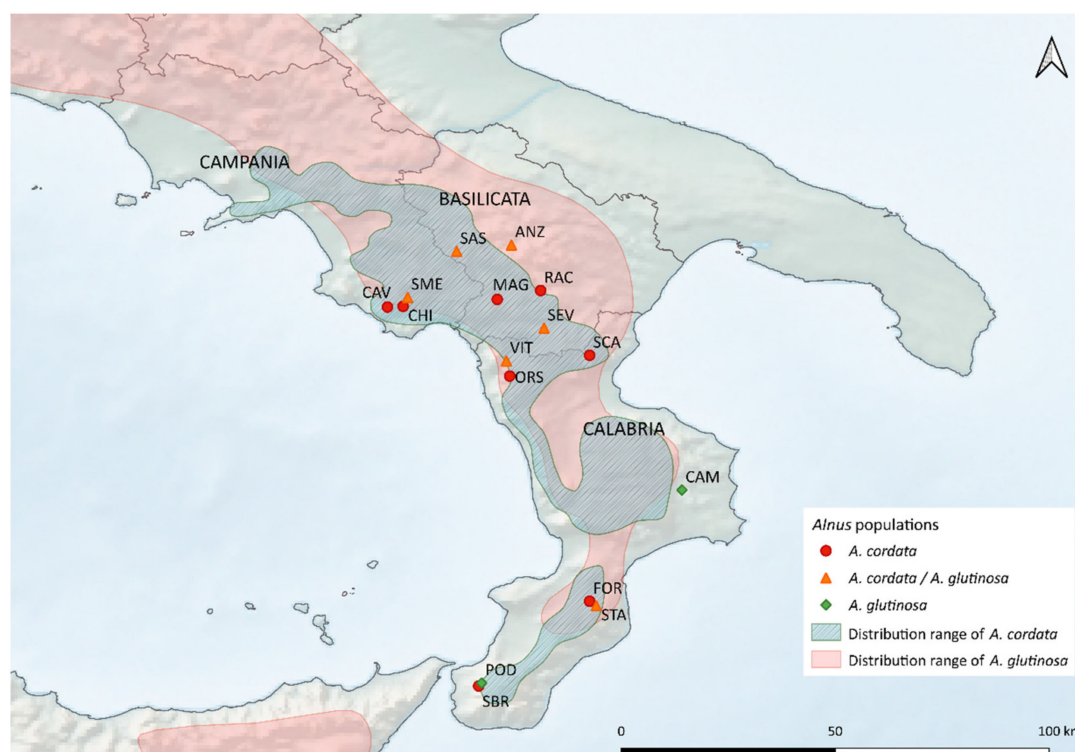 CAMPANIA
BASILICATA
SAS
ANZ
SME
MAG
RAC
CAV
CHI
SEV
VIT
SCA
ORS
CALABRIA
CAM
FOR
STA
POD
SBR
Alnus populations
A. cordata
A. cordata / A. glutinosa
A. glutinosa
Distribution range of A. cordata
Distribution range of A. glutinosa
0 50 100 km